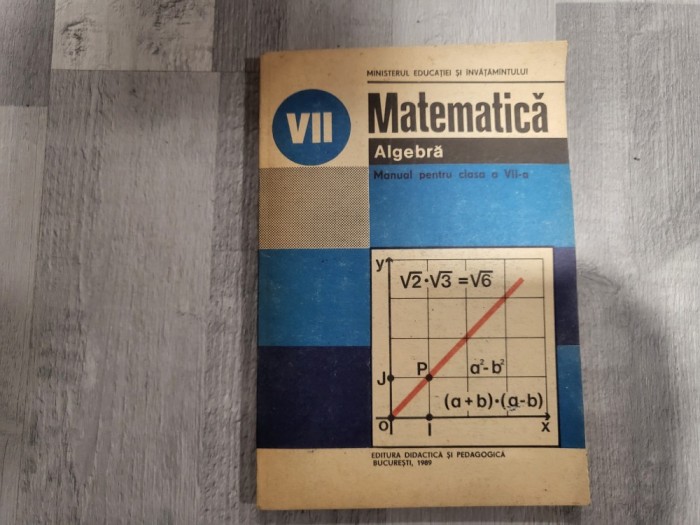 MINISTERUL EDUCAȚIEI ȘI INVĂȚĂMÎNTULUI
VII
Matematică
Algebră
Manual pentru clasa a VII-a
y
√2·√3 =√6
J
P
a²-b²
(a+b)·(a-b)
O
I
x
EDITURA DIDACTICĂ ȘI PEDAGOGICĂ
BUCUREȘTI, 1989